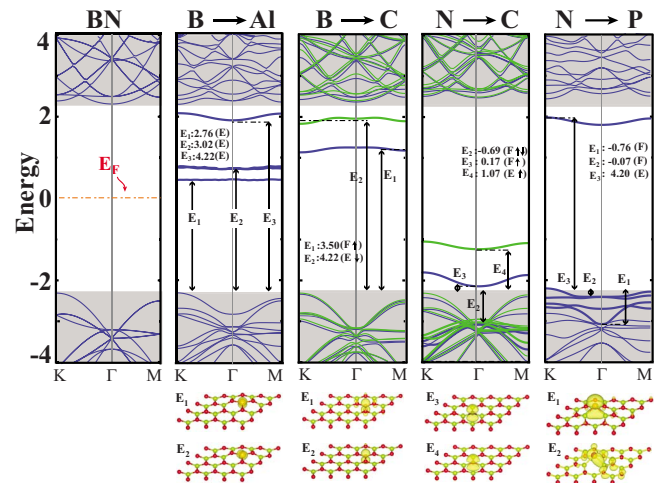 BN
B → Al
B → C
N → C
N → P
Energy
4
2
0
-2
-4
E_F
E₁:2.76 (E)
E₂:3.02 (E)
E₃:4.22 (E)
E₁
E₂
E₃
E₂
E₁
E₁:3.50 (F↑)
E₂:4.22 (E↓)
E₂: -0.69 (F⇅)
E₃: 0.17 (F↑)
E₄: 1.07 (E↑)
E₃
E₄
E₂
E₁: -0.76 (F)
E₂: -0.07 (F)
E₃: 4.20 (E)
E₃
E₂
E₁
K Γ M
K Γ M
K Γ M
K Γ M
K Γ M
E₁
E₁
E₃
E₁
E₂
E₂
E₄
E₂